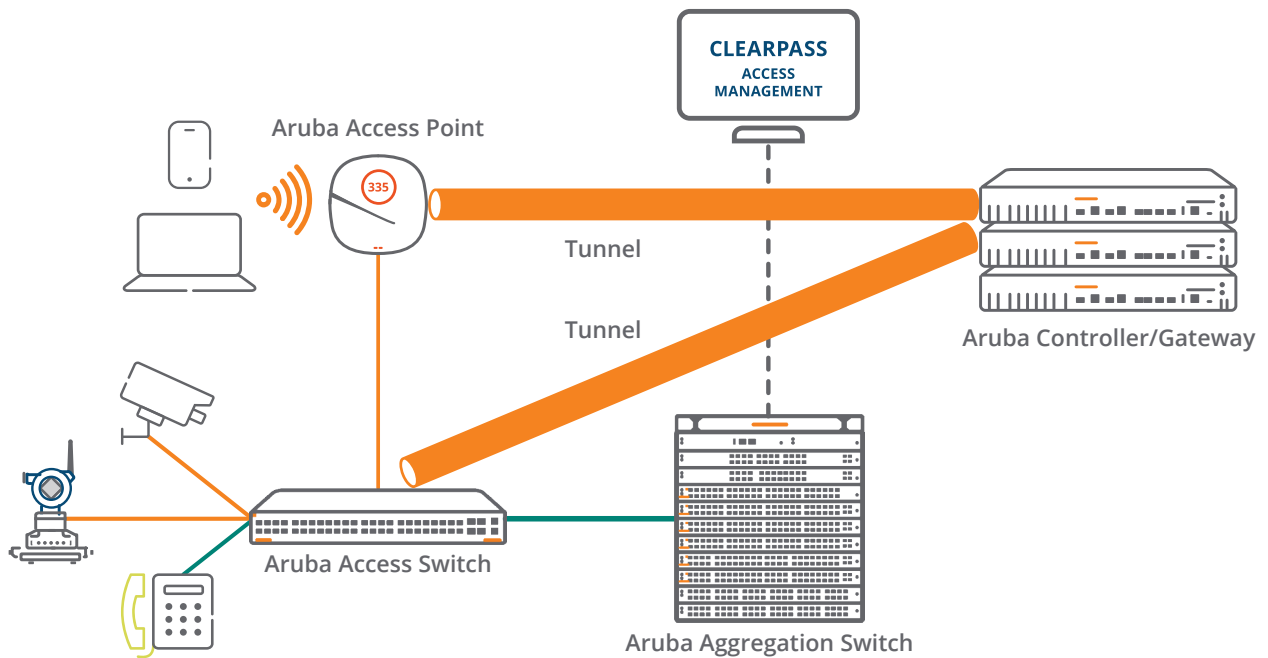 CLEARPASS
ACCESS
MANAGEMENT
Aruba Access Point
335
Tunnel
Tunnel
Aruba Controller/Gateway
Aruba Access Switch
Aruba Aggregation Switch